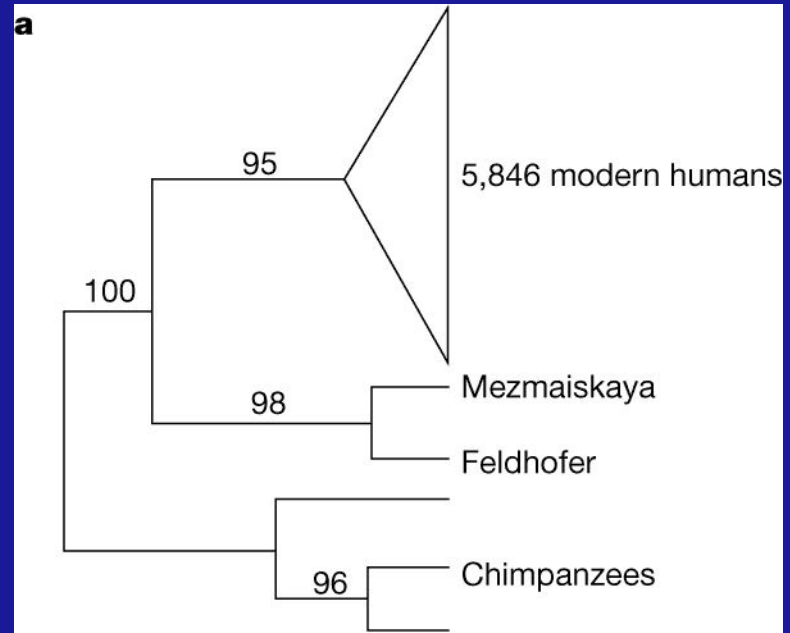 a
95
5,846 modern humans
100
Mezmaiskaya
98
Feldhofer
96
Chimpanzees